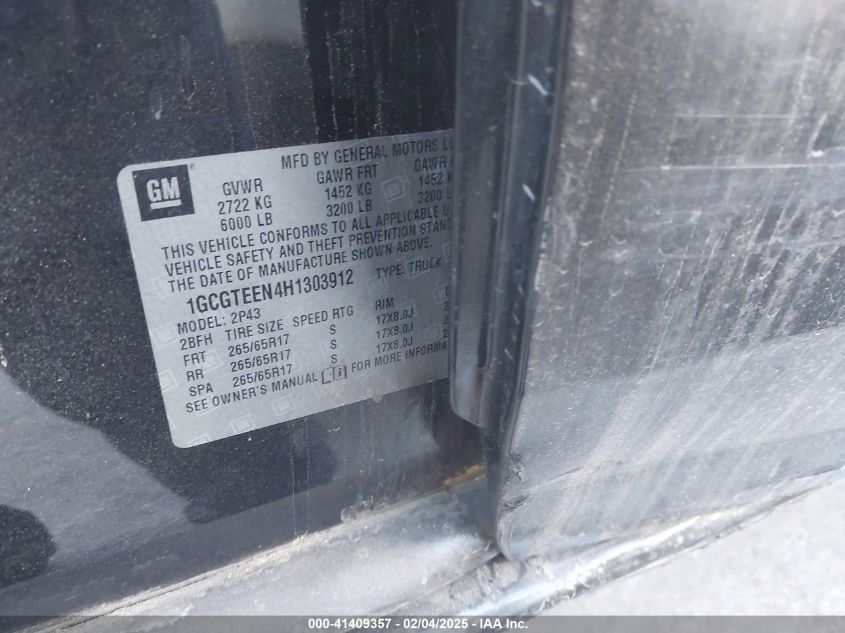 MFD BY GENERAL MOTORS
GM GVWR GAWR FRT GAWR
2722 KG 1452 KG 1452
6000 LB 3200 LB 3200
THIS VEHICLE CONFORMS TO ALL APPLICABLE
VEHICLE SAFETY AND THEFT PREVENTION
THE DATE OF MANUFACTURE SHOWN ABOVE.
1GCGTEEN4H1303912 TYPE: TRUCK
MODEL: 2P43
2BFH TIRE SIZE SPEED RTG RIM
FRT 265/65R17 S 17X8.0J
RR 265/65R17 S 17X8.0J
SPA 265/65R17 S 17X8.0J
SEE OWNER'S MANUAL FOR MORE
000-41409357 - 02/04/2025 - IAA Inc.